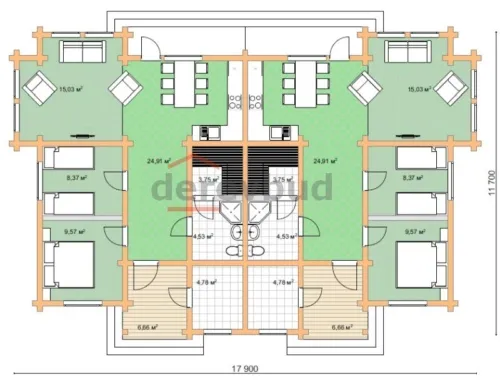 15,03 м²
15,03 м²
24,91 м²
24,91 м²
8,37 м²
3,75 м²
3,75 м²
8,37 м²
derevbud
9,57 м²
4,53 м²
4,53 м²
9,57 м²
4,78 м²
4,78 м²
6,66 м²
6,66 м²
11 700
17 900